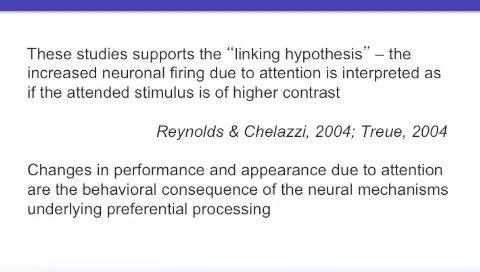 These studies supports the “linking hypothesis” – the
increased neuronal firing due to attention is interpreted as
if the attended stimulus is of higher contrast
Reynolds & Chelazzi, 2004; Treue, 2004
Changes in performance and appearance due to attention
are the behavioral consequence of the neural mechanisms
underlying preferential processing